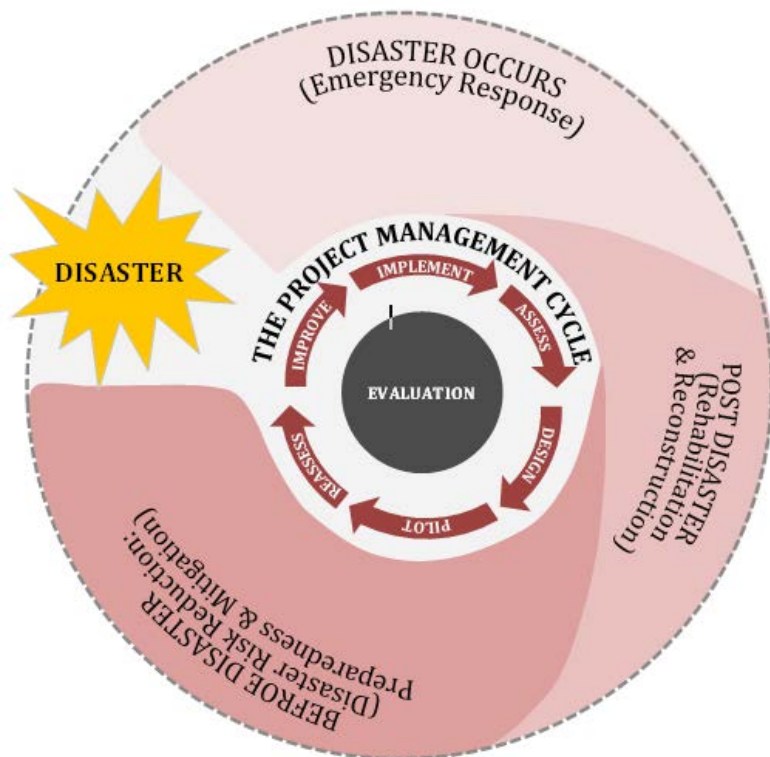 DISASTER OCCURS
(Emergency Response)
DISASTER
THE PROJECT MANAGEMENT CYCLE
IMPLEMENT
ASSESS
DESIGN
PILOT
REASSESS
IMPROVE
EVALUATION
POST DISASTER
(Rehabilitation
& Reconstruction)
BEFROE DISASTER
(Disaster Risk Reduction:
Preparedness & Mitigation)